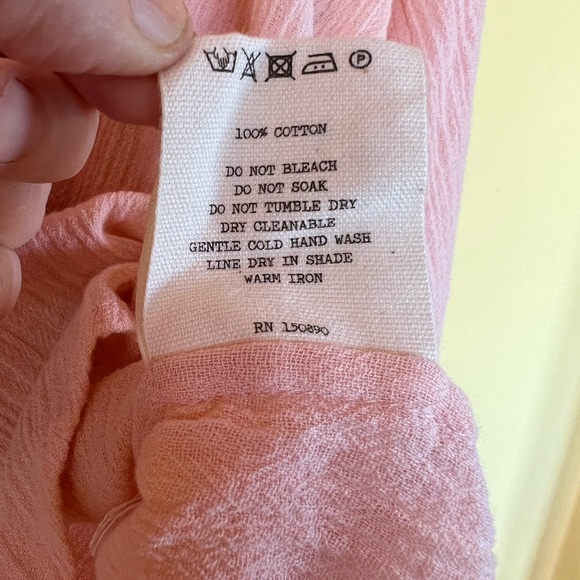 P
100% COTTON
DO NOT BLEACH
DO NOT SOAK
DO NOT TUMBLE DRY
DRY CLEANABLE
GENTLE COLD HAND WASH
LINE DRY IN SHADE
WARM IRON
RN 150890